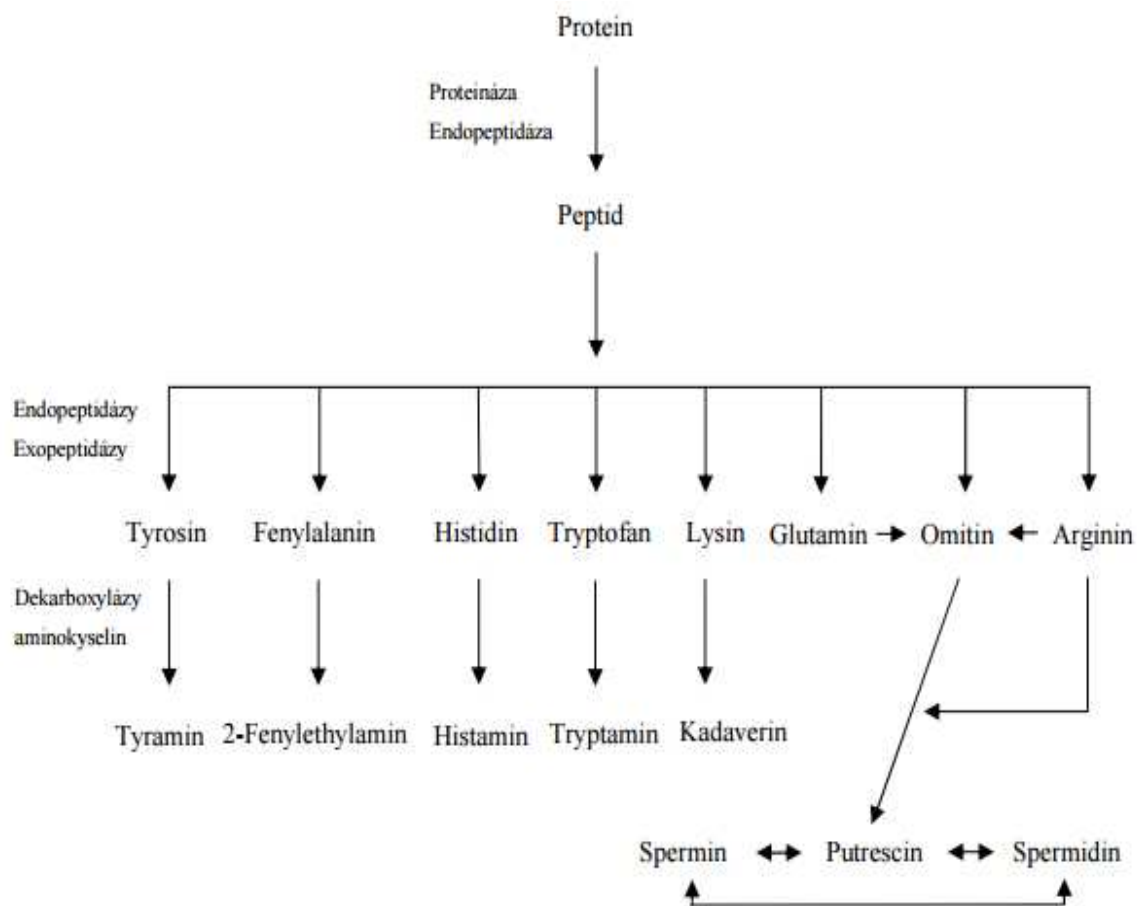 Protein
Proteináza
Endopeptidáza
Peptid
Endopeptidázy
Exopeptidázy
Tyrosin Fenylalanin Histidin Tryptofan Lysin Glutamin Omitin Arginin
Dekarboxylázy
aminokyselin
Tyramin 2-Fenylethylamin Histamin Tryptamin Kadaverin
Spermin Putrescin Spermidin